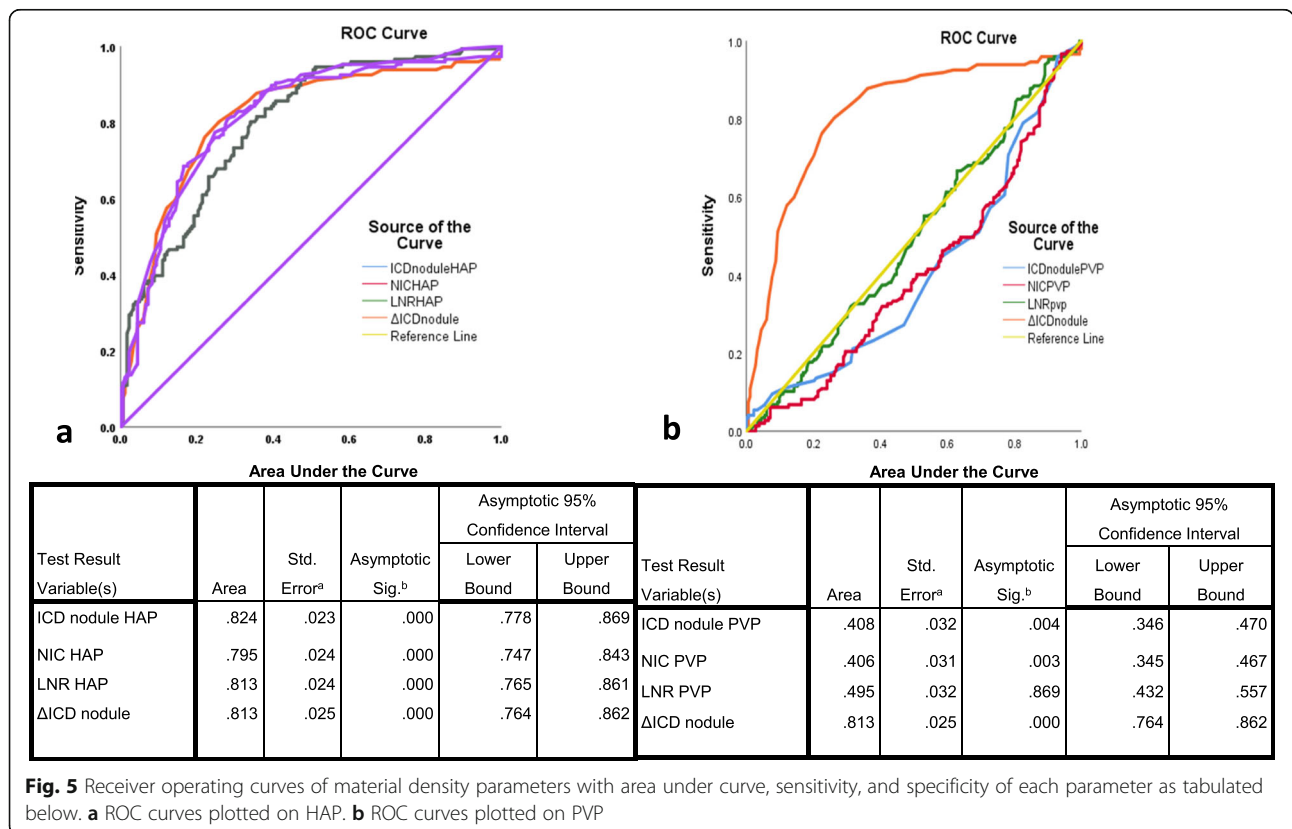 ROC Curve
1.0
0.8
0.6
0.4
0.2
0.0
Sensitivity
Source of the
Curve
ICDnoduleHAP
NICHAP
LNRHAP
ΔICDnodule
Reference Line
0.0 0.2 0.4 0.6 0.8 1.0
a
ROC Curve
1.0
0.8
0.6
0.4
0.2
0.0
Sensitivity
Source of the
Curve
ICDnodulePVP
NICPVP
LNRpvp
ΔICDnodule
Reference Line
0.0 0.2 0.4 0.6 0.8 1.0
b
Area Under the Curve
Asymptotic 95%
Confidence Interval
Test Result Std. Asymptotic Lower Upper
Variable(s) Area Errorᵃ Sig.ᵇ Bound Bound
ICD nodule HAP .824 .023 .000 .778 .869
NIC HAP .795 .024 .000 .747 .843
LNR HAP .813 .024 .000 .765 .861
ΔICD nodule .813 .025 .000 .764 .862
Area Under the Curve
Asymptotic 95%
Confidence Interval
Test Result Std. Asymptotic Lower Upper
Variable(s) Area Errorᵃ Sig.ᵇ Bound Bound
ICD nodule PVP .408 .032 .004 .346 .470
NIC PVP .406 .031 .003 .345 .467
LNR PVP .495 .032 .869 .432 .557
ΔICD nodule .813 .025 .000 .764 .862
Fig. 5 Receiver operating curves of material density parameters with area under curve, sensitivity, and specificity of each parameter as tabulated
below. a ROC curves plotted on HAP. b ROC curves plotted on PVP